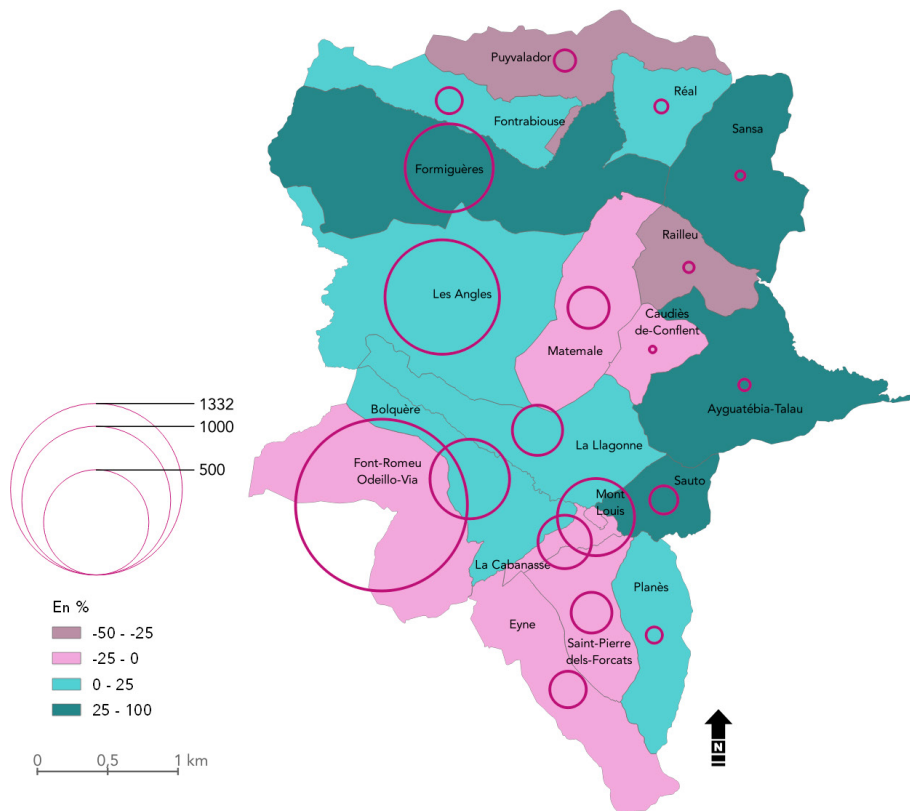 Puyvalador
Réal
Fontrabiouse
Sansa
Formiguères
Railleu
Les Angles
Caudiès
de-Conflent
Matemale
1332
1000
500
Bolquère
Ayguatébia-Talau
La Llagonne
Font-Romeu
Odeillo-Via
Sauto
Mont
Louis
La Cabanasse
Planès
En %
-50 - -25
-25 - 0
0 - 25
25 - 100
Eyne
Saint-Pierre
dels-Forcats
N
0 0,5 1 km